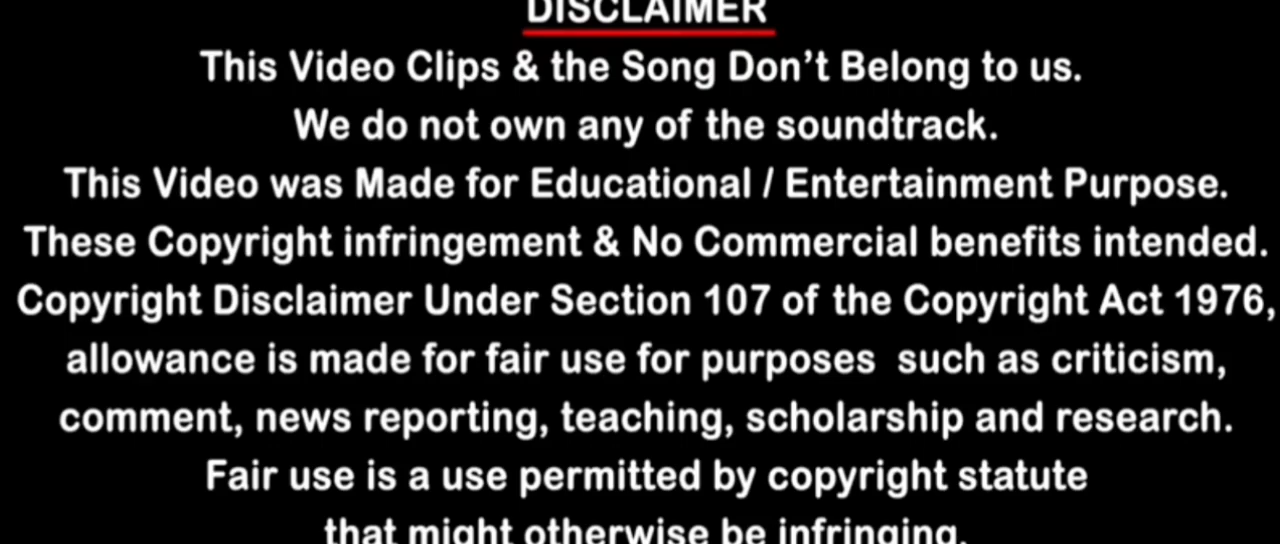 DISCLAIMER
This Video Clips & the Song Don’t Belong to us.
We do not own any of the soundtrack.
This Video was Made for Educational / Entertainment Purpose.
These Copyright infringement & No Commercial benefits intended.
Copyright Disclaimer Under Section 107 of the Copyright Act 1976,
allowance is made for fair use for purposes such as criticism,
comment, news reporting, teaching, scholarship and research.
Fair use is a use permitted by copyright statute
that might otherwise be infringing.